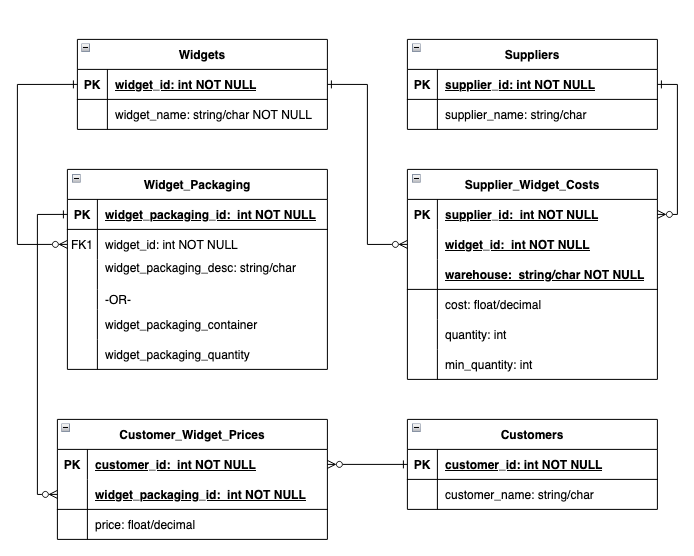 Widgets
PK widget_id: int NOT NULL
widget_name: string/char NOT NULL
Suppliers
PK supplier_id: int NOT NULL
supplier_name: string/char
Widget_Packaging
PK widget_packaging_id: int NOT NULL
FK1 widget_id: int NOT NULL
widget_packaging_desc: string/char
-OR-
widget_packaging_container
widget_packaging_quantity
Supplier_Widget_Costs
PK supplier_id: int NOT NULL
widget_id: int NOT NULL
warehouse: string/char NOT NULL
cost: float/decimal
quantity: int
min_quantity: int
Customer_Widget_Prices
PK customer_id: int NOT NULL
widget_packaging_id: int NOT NULL
price: float/decimal
Customers
PK customer_id: int NOT NULL
customer_name: string/char